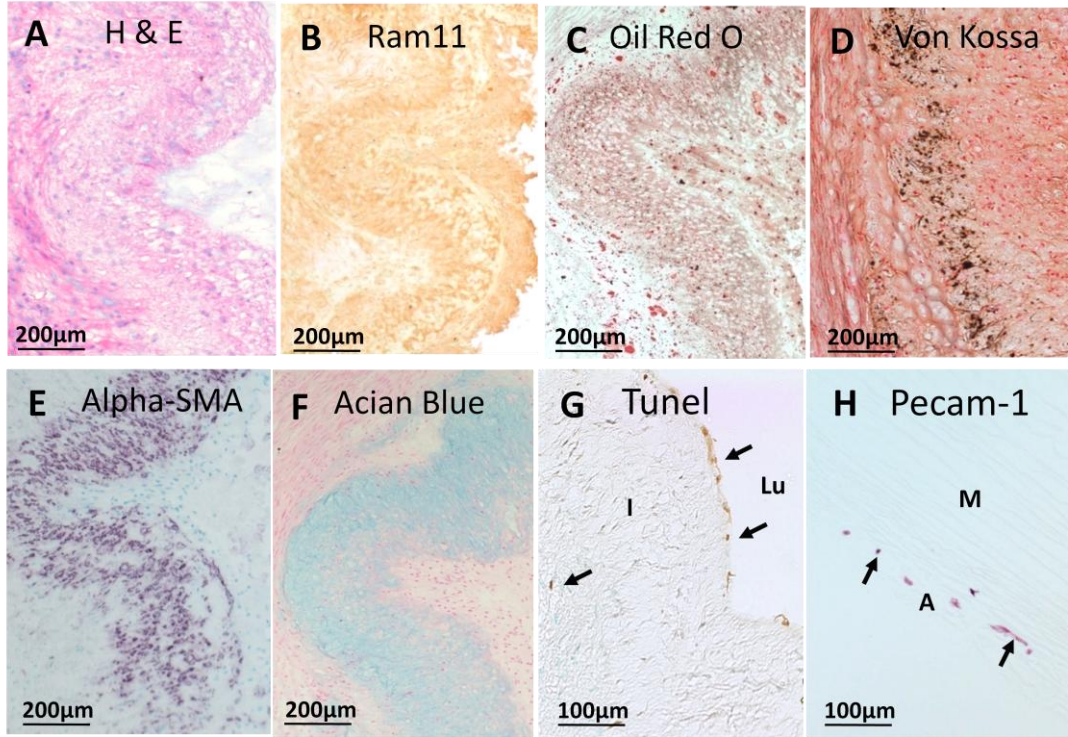 A H & E
B Ram11
C Oil Red O
D Von Kossa
200µm
200µm
200µm
200µm
E Alpha-SMA
F Acian Blue
G Tunel
H Pecam-1
Lu
I
M
A
200µm
200µm
100µm
100µm